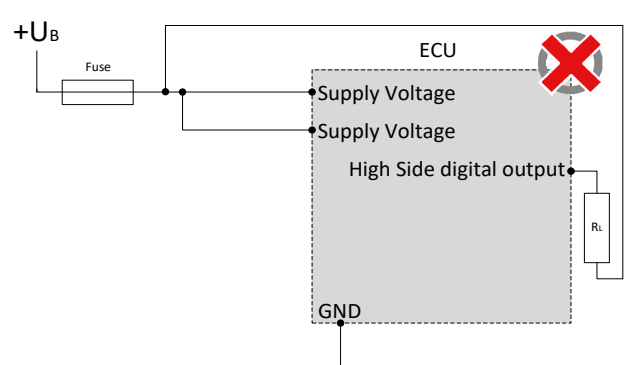 +UB
Fuse
ECU
Supply Voltage
Supply Voltage
High Side digital output
RL
GND